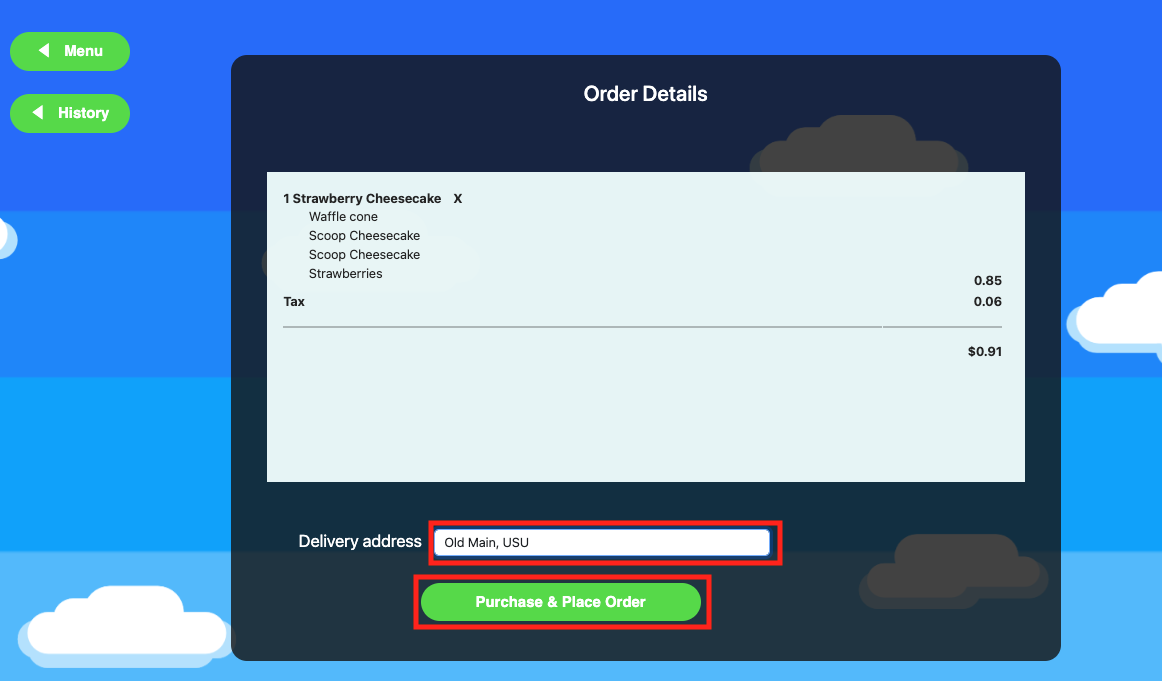 Menu
History
Order Details
1 Strawberry Cheesecake X
Waffle cone
Scoop Cheesecake
Scoop Cheesecake
Strawberries
0.85
Tax 0.06
$0.91
Delivery address Old Main, USU
Purchase & Place Order